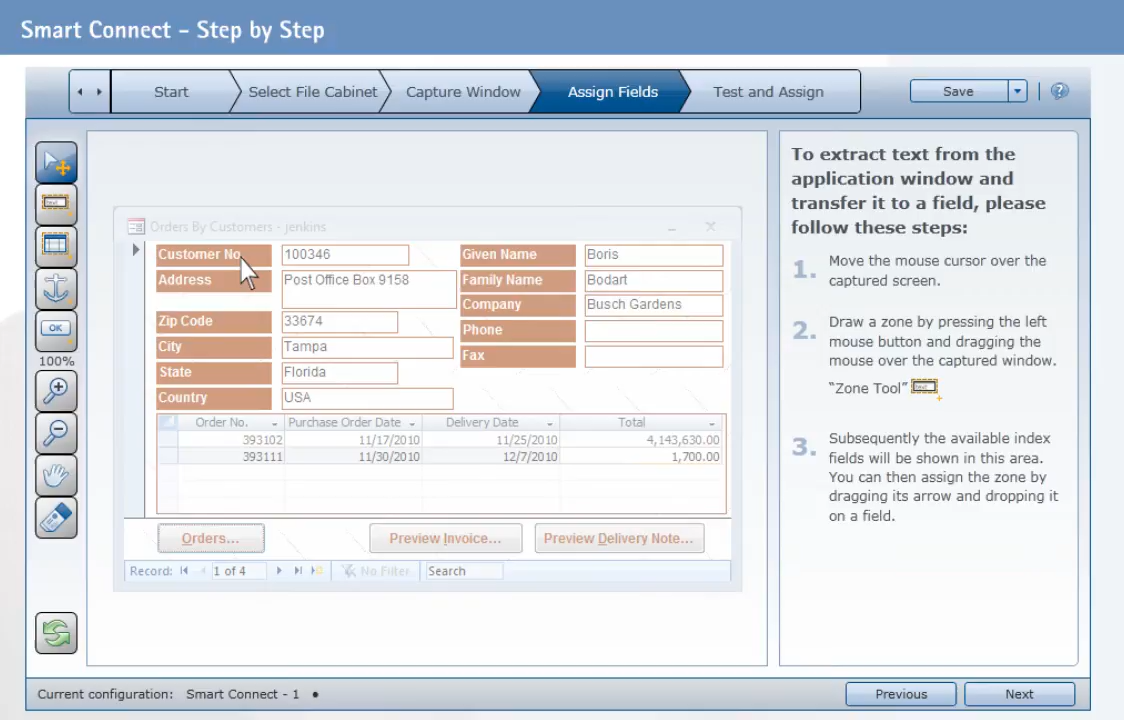 Smart Connect – Step by Step
Start
Select File Cabinet
Capture Window
Assign Fields
Test and Assign
Save
To extract text from the
application window and
transfer it to a field, please
follow these steps:
1. Move the mouse cursor over the
captured screen.
2. Draw a zone by pressing the left
mouse button and dragging the
mouse over the captured window.
“Zone Tool”
3. Subsequently the available index
fields will be shown in this area.
You can then assign the zone by
dragging its arrow and dropping it
on a field.
OK
100%
Orders By Customers - jenkins
Customer No. 100346 Given Name Boris
Address Post Office Box 9158 Family Name Bodart
Company Busch Gardens
Zip Code 33674 Phone
City Tampa Fax
State Florida
Country USA
Order No. Purchase Order Date Delivery Date Total
393102 11/17/2010 11/25/2010 4,143,630.00
393111 11/30/2010 12/7/2010 1,700.00
Orders... Preview Invoice... Preview Delivery Note...
Record: 1 of 4 No Filter Search
Current configuration: Smart Connect - 1 •
Previous
Next